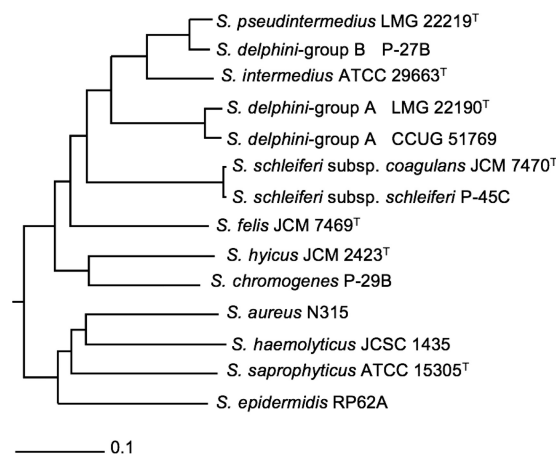 S. pseudintermedius LMG 22219ᵀ
S. delphini-group B P-27B
S. intermedius ATCC 29663ᵀ
S. delphini-group A LMG 22190ᵀ
S. delphini-group A CCUG 51769
S. schleiferi subsp. coagulans JCM 7470ᵀ
S. schleiferi subsp. schleiferi P-45C
S. felis JCM 7469ᵀ
S. hyicus JCM 2423ᵀ
S. chromogenes P-29B
S. aureus N315
S. haemolyticus JCSC 1435
S. saprophyticus ATCC 15305ᵀ
S. epidermidis RP62A
0.1